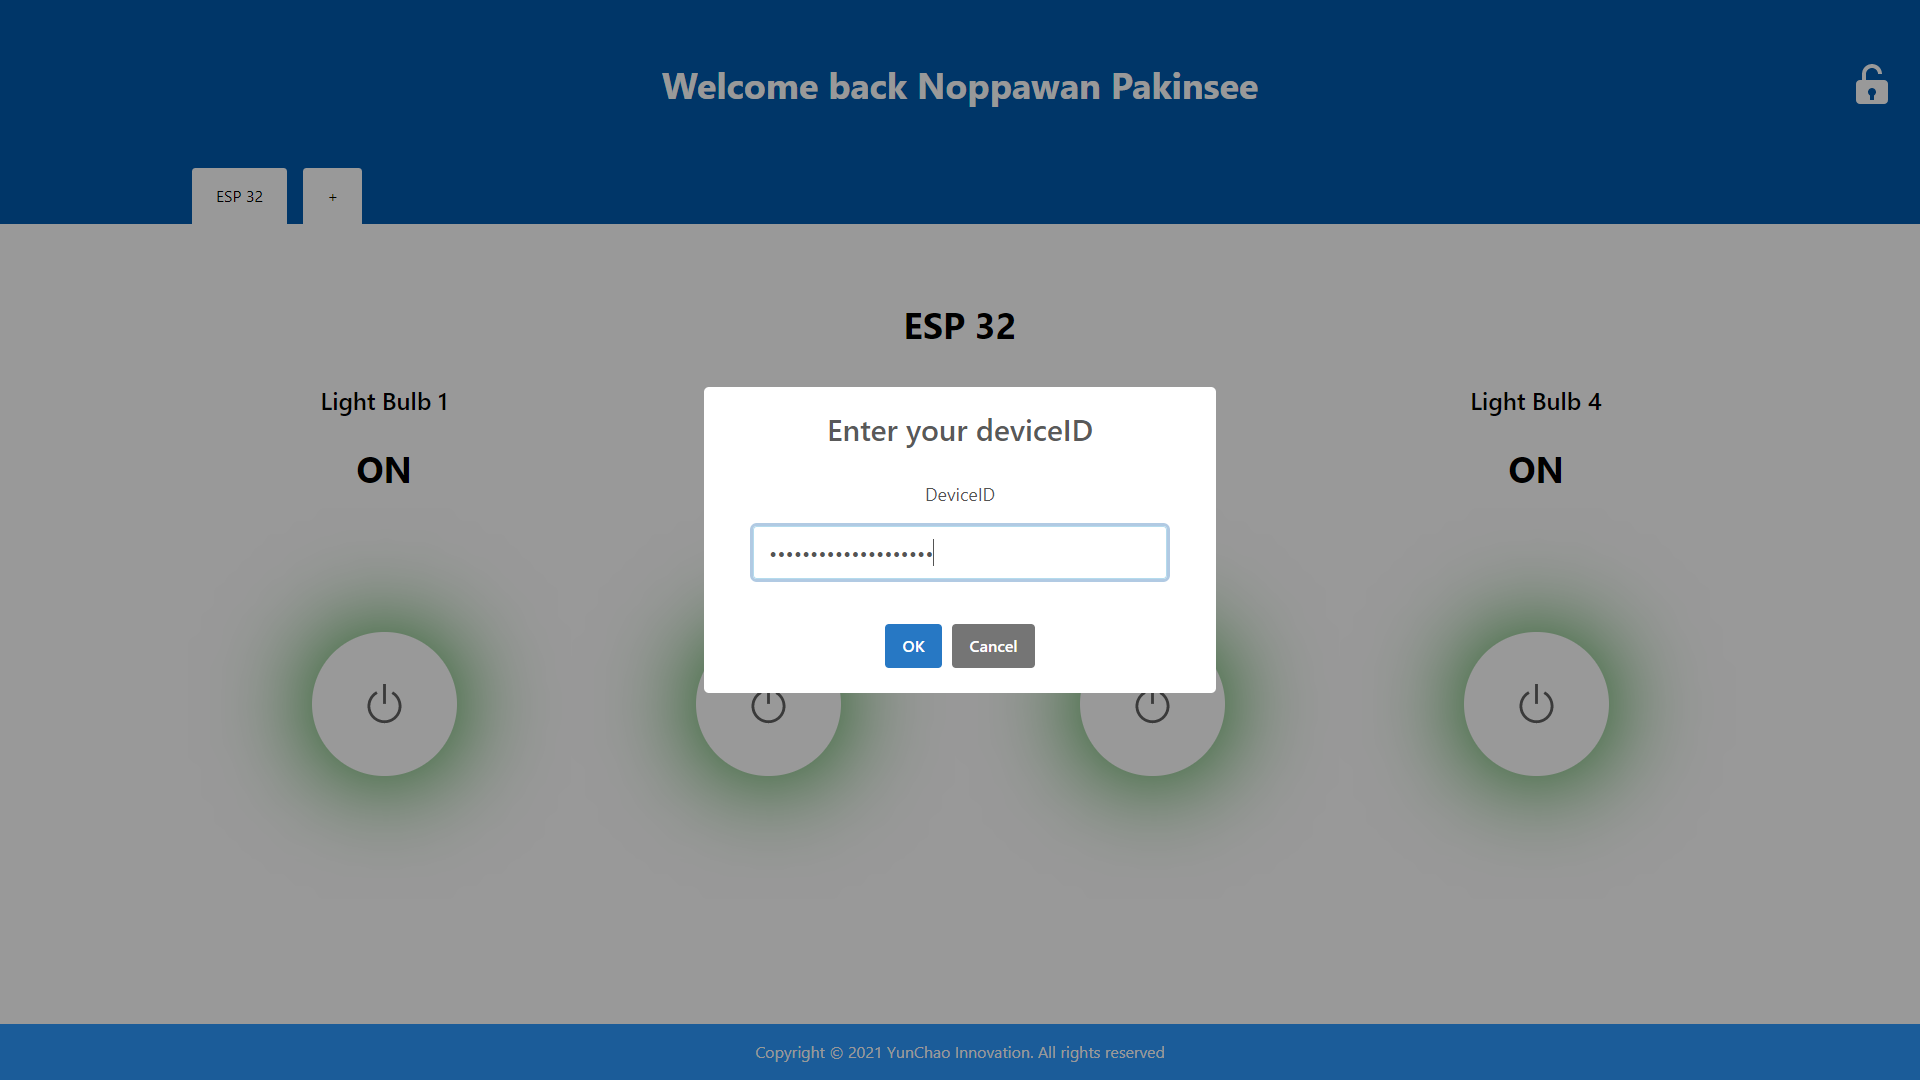 Welcome back Noppawan Pakinsee
ESP 32
+
ESP 32
Light Bulb 1
Light Bulb 4
ON
ON
Enter your deviceID
DeviceID
••••••••••••••••••••
OK
Cancel
Copyright © 2021 YunChao Innovation. All rights reserved